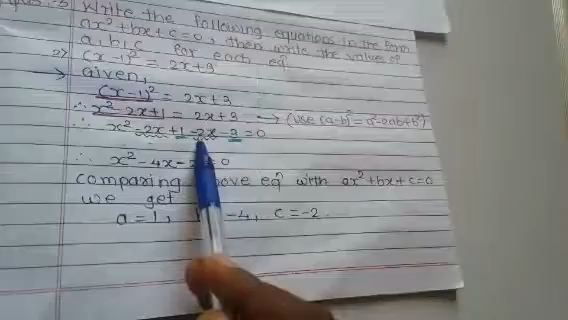 Write the following equations in the form
ax²+bx+c=0, then write the values of
a, b, c for each eqⁿ
2) (x-1)² = 2x+3
→ given,
(x-1)² = 2x+3
∴ x²-2x+1 = 2x+3 → (use (a-b)² = a²-2ab+b²)
∴ x²-2x+1-2x-3=0
∴ x²-4x- =0
comparing above eqⁿ with ax²+bx+c=0
we get
a=1, -4, c=-2.